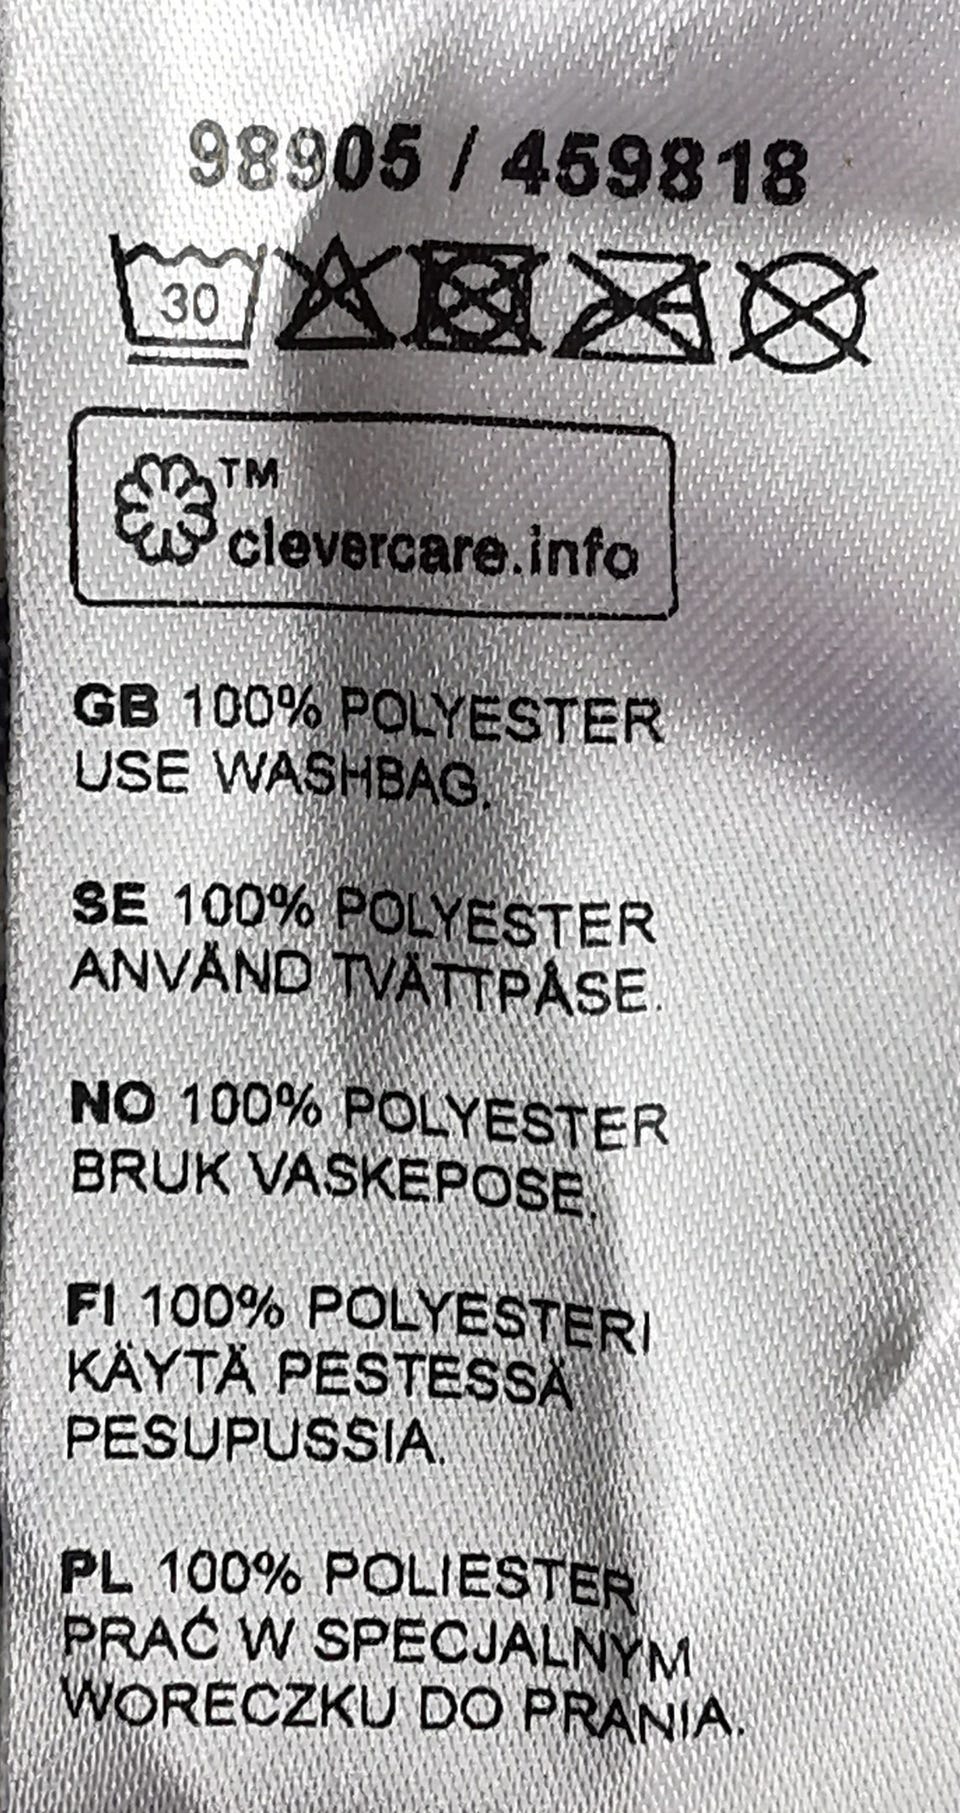 98905 / 459818
30
TM
clevercare.info
GB 100% POLYESTER
USE WASHBAG.
SE 100% POLYESTER
ANVÄND TVÄTTPÅSE.
NO 100% POLYESTER
BRUK VASKEPOSE.
FI 100% POLYESTERI
KÄYTÄ PESTESSÄ
PESUPUSSIA.
PL 100% POLIESTER
PRAĆ W SPECJALNYM
WORECZKU DO PRANIA.